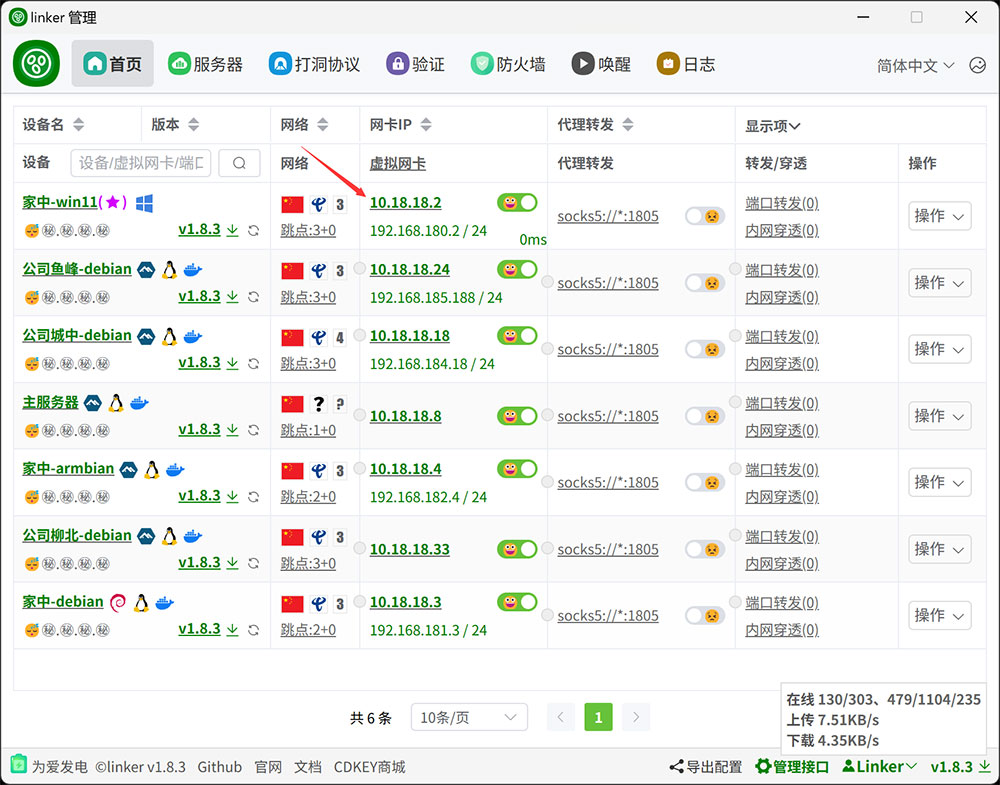 linker 管理
首页 服务器 打洞协议 验证 防火墙 唤醒 日志 简体中文
设备名 版本 网络 网卡IP 代理转发 显示项
设备 设备/虚拟网卡/端口 网络 虚拟网卡 代理转发 转发/穿透 操作
家中-win11(★) 3 10.18.18.2 socks5://*:1805 端口转发(0) 操作
㊙.㊙.㊙.㊙ v1.8.3 跳点:3+0 192.168.180.2 / 24 0ms 内网穿透(0)
公司鱼峰-debian 3 10.18.18.24 socks5://*:1805 端口转发(0) 操作
㊙.㊙.㊙.㊙ v1.8.3 跳点:3+0 192.168.185.188 / 24 内网穿透(0)
公司城中-debian 4 10.18.18.18 socks5://*:1805 端口转发(0) 操作
㊙.㊙.㊙.㊙ v1.8.3 跳点:3+0 192.168.184.18 / 24 内网穿透(0)
主服务器 ? ? 10.18.18.8 socks5://*:1805 端口转发(0) 操作
㊙.㊙.㊙.㊙ v1.8.3 跳点:1+0 内网穿透(0)
家中-armbian 3 10.18.18.4 socks5://*:1805 端口转发(0) 操作
㊙.㊙.㊙.㊙ v1.8.3 跳点:2+0 192.168.182.4 / 24 内网穿透(0)
公司柳北-debian 3 10.18.18.33 socks5://*:1805 端口转发(0) 操作
㊙.㊙.㊙.㊙ v1.8.3 跳点:3+0 内网穿透(0)
家中-debian 3 10.18.18.3 socks5://*:1805 端口转发(0) 操作
㊙.㊙.㊙.㊙ v1.8.3 跳点:2+0 192.168.181.3 / 24 内网穿透(0)
共 6 条 10条/页 1
在线 130/303、479/1104/235
上传 7.51KB/s
下载 4.35KB/s
为爱发电 ©linker v1.8.3 Github 官网 文档 CDKEY商城 导出配置 管理接口 Linker v1.8.3